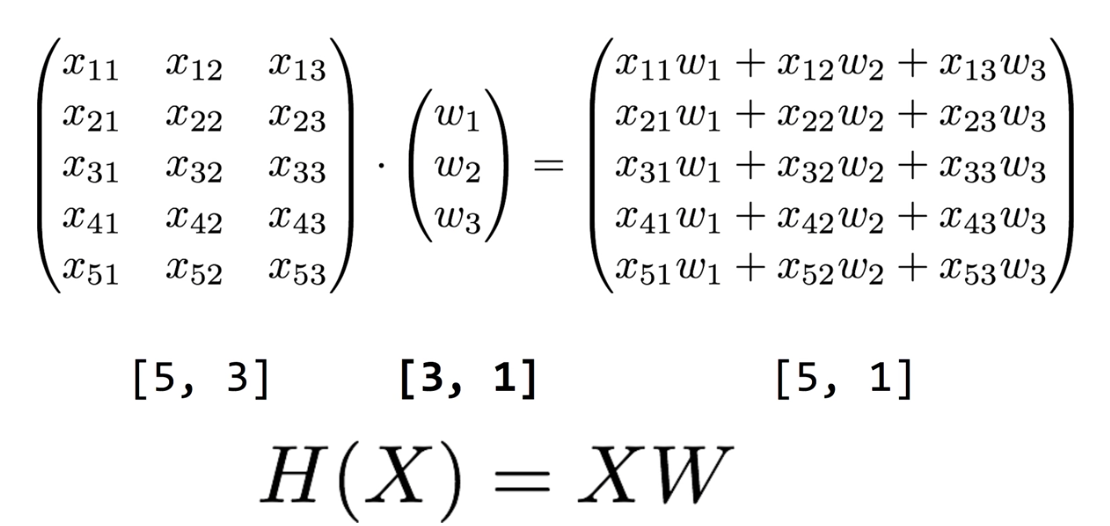 x₁₁ x₁₂ x₁₃ x₁₁w₁ + x₁₂w₂ + x₁₃w₃
x₂₁ x₂₂ x₂₃ w₁ x₂₁w₁ + x₂₂w₂ + x₂₃w₃
x₃₁ x₃₂ x₃₃ · w₂ = x₃₁w₁ + x₃₂w₂ + x₃₃w₃
x₄₁ x₄₂ x₄₃ w₃ x₄₁w₁ + x₄₂w₂ + x₄₃w₃
x₅₁ x₅₂ x₅₃ x₅₁w₁ + x₅₂w₂ + x₅₃w₃
[5, 3] [3, 1] [5, 1]
H(X) = XW